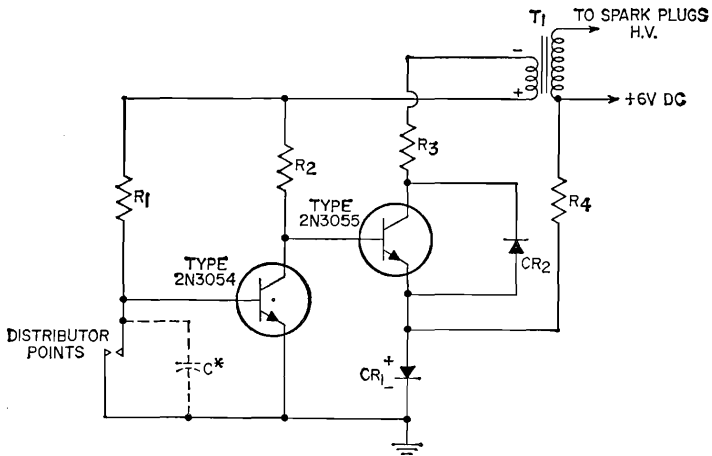 T1
TO SPARK PLUGS
H.V.
-
+
+6V DC
R3
R2
R1
R4
TYPE
2N3055
TYPE
2N3054
CR2
DISTRIBUTOR
POINTS
C*
+
CR1
-